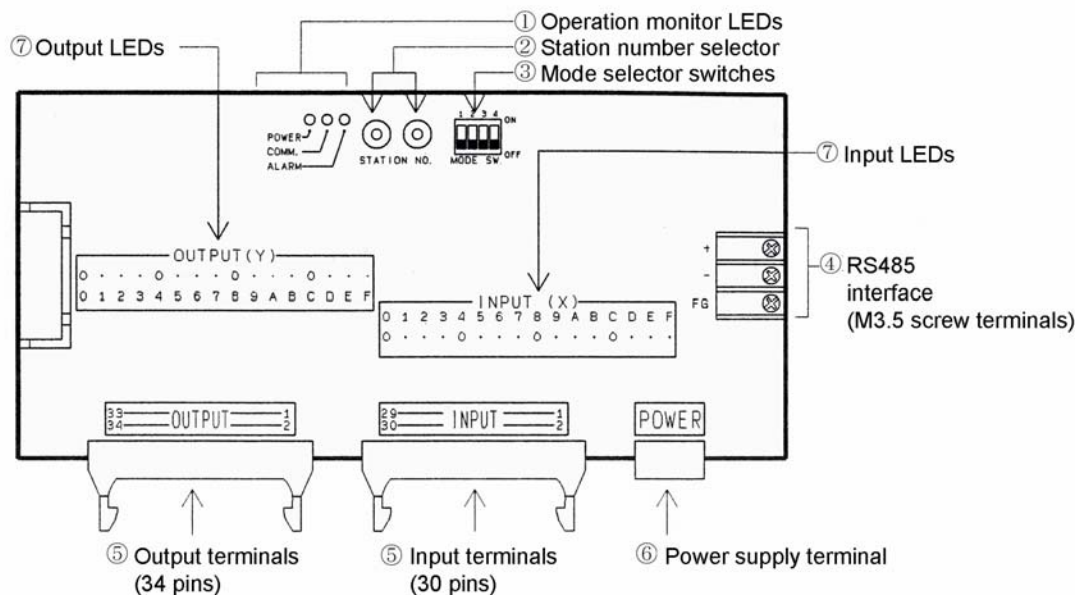 ① Operation monitor LEDs
⑦ Output LEDs
② Station number selector
③ Mode selector switches
1 2 3 4
ON
POWER
COMM.
ALARM
STATION NO.
MODE SW.
OFF
⑦ Input LEDs
OUTPUT(Y)
0 1 2 3 4 5 6 7 8 9 A B C D E F
INPUT (X)
0 1 2 3 4 5 6 7 8 9 A B C D E F
+
-
FG
④ RS485
interface
(M3.5 screw terminals)
33 OUTPUT 1
34 2
29 INPUT 1
30 2
POWER
⑤ Output terminals
(34 pins)
⑤ Input terminals
(30 pins)
⑥ Power supply terminal